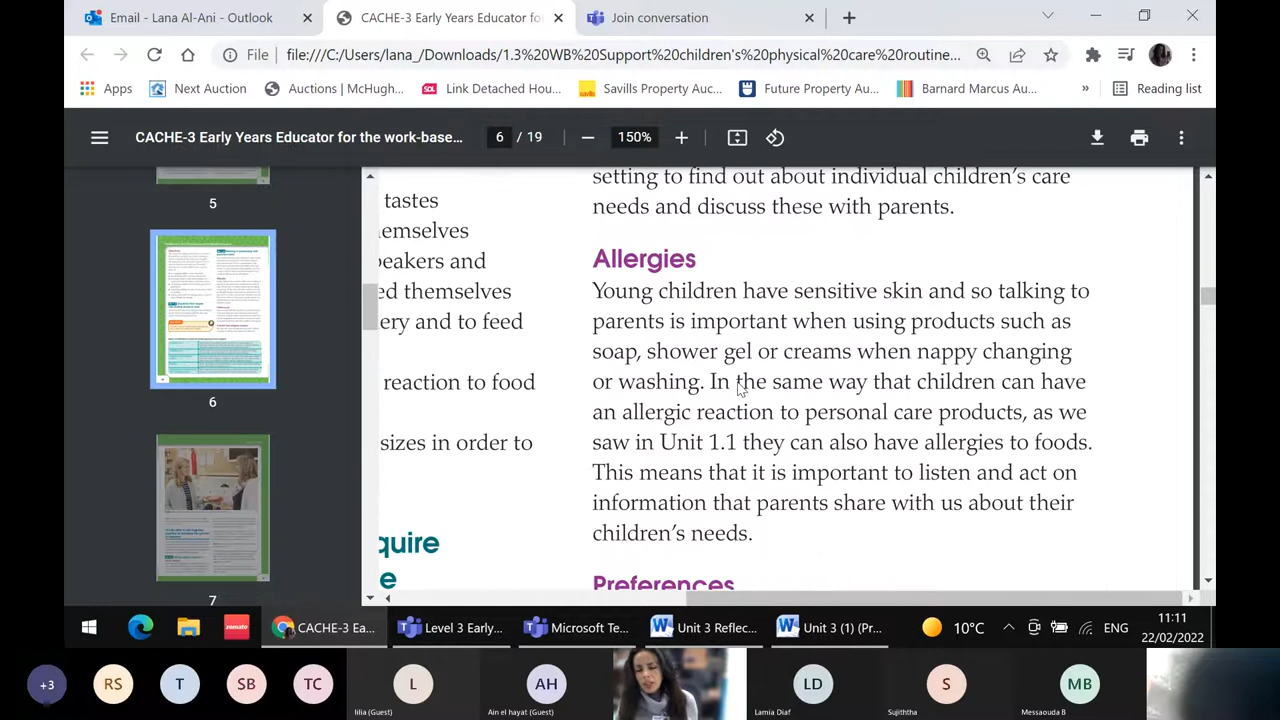 Email - Lana Al-Ani - Outlook
CACHE-3 Early Years Educator fo
Join conversation
File
file:///C:/Users/lana_/Downloads/1.3%20WB%20Support%20children's%20physical%20care%20routine...
Apps
Next Auction
Auctions | McHugh...
Link Detached Hou...
Savills Property Auc...
Future Property Au...
Barnard Marcus Au...
»
Reading list
CACHE-3 Early Years Educator for the work-base...
6 / 19
150%
5
6
7
tastes
emselves
eakers and
ed themselves
ery and to feed
reaction to food
sizes in order to
quire
e
setting to find out about individual children's care
needs and discuss these with parents.
Allergies
Young children have sensitive skin and so talking to
parents is important when using products such as
soap, shower gel or creams when nappy changing
or washing. In the same way that children can have
an allergic reaction to personal care products, as we
saw in Unit 1.1 they can also have allergies to foods.
This means that it is important to listen and act on
information that parents share with us about their
children's needs.
Preferences
zomato
CACHE-3 Ea...
Level 3 Early...
Microsoft Te...
Unit 3 Reflec...
Unit 3 (1) (Pr...
10°C
ENG
11:11
22/02/2022
+3
RS
T
SB
TC
L
lilia (Guest)
AH
Ain el hayat (Guest)
LD
Lamia Diaf
S
Sujiththa
MB
Messaouda B